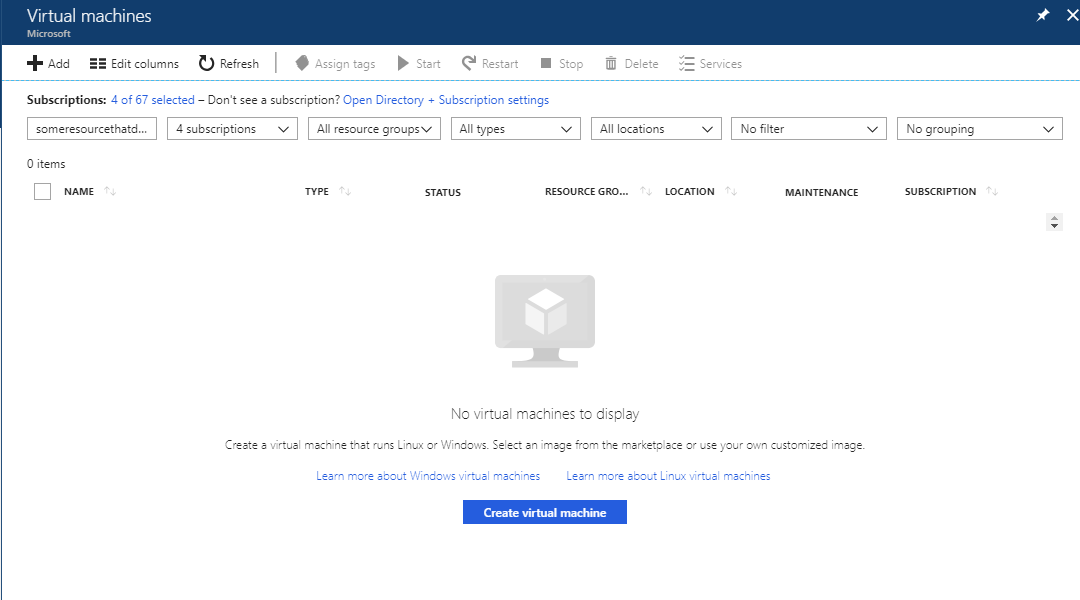 Virtual machines
Microsoft
Add Edit columns Refresh Assign tags Start Restart Stop Delete Services
Subscriptions: 4 of 67 selected – Don't see a subscription? Open Directory + Subscription settings
someresourcethatd... 4 subscriptions All resource groups All types All locations No filter No grouping
0 items
NAME TYPE STATUS RESOURCE GRO... LOCATION MAINTENANCE SUBSCRIPTION
No virtual machines to display
Create a virtual machine that runs Linux or Windows. Select an image from the marketplace or use your own customized image.
Learn more about Windows virtual machines Learn more about Linux virtual machines
Create virtual machine